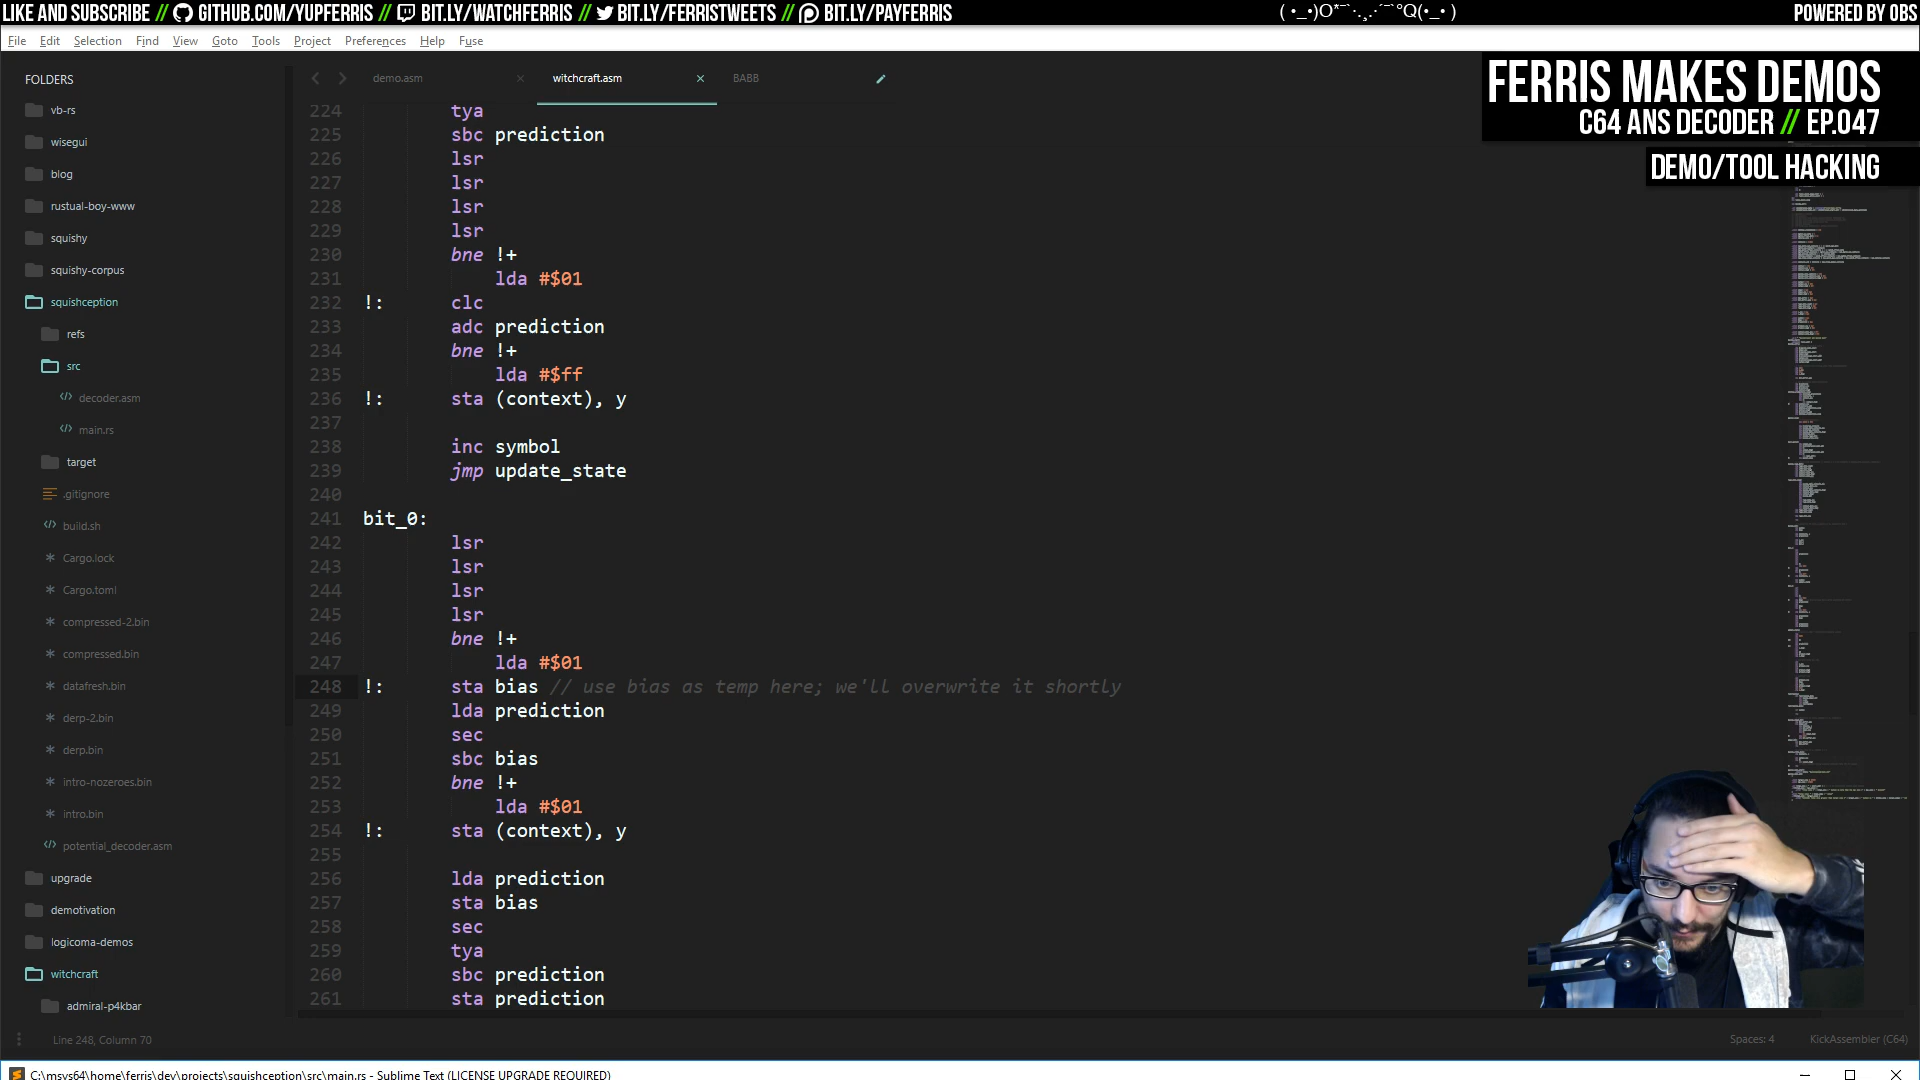 LIKE AND SUBSCRIBE // GITHUB.COM/YUPFERRIS // BIT.LY/WATCHFERRIS // BIT.LY/FERRISTWEETS // BIT.LY/PAYFERRIS
( •_•)O*¯`·.¸.·´¯`°Q(•_• )
POWERED BY OBS
File Edit Selection Find View Goto Tools Project Preferences Help Fuse
FERRIS MAKES DEMOS
C64 ANS DECODER // EP.047
DEMO/TOOL HACKING
FOLDERS
vb-rs
wisegui
blog
rustual-boy-www
squishy
squishy-corpus
squishception
refs
src
decoder.asm
main.rs
target
.gitignore
build.sh
Cargo.lock
Cargo.toml
compressed-2.bin
compressed.bin
datafresh.bin
derp-2.bin
derp.bin
intro-nozeroes.bin
intro.bin
potential_decoder.asm
upgrade
demotivation
logicoma-demos
witchcraft
admiral-p4kbar
demo.asm witchcraft.asm BABB
224 tya
225 sbc prediction
226 lsr
227 lsr
228 lsr
229 lsr
230 bne !+
231 lda #$01
232 !: clc
233 adc prediction
234 bne !+
235 lda #$ff
236 !: sta (context), y
237
238 inc symbol
239 jmp update_state
240
241 bit_0:
242 lsr
243 lsr
244 lsr
245 lsr
246 bne !+
247 lda #$01
248 !: sta bias // use bias as temp here; we'll overwrite it shortly
249 lda prediction
250 sec
251 sbc bias
252 bne !+
253 lda #$01
254 !: sta (context), y
255
256 lda prediction
257 sta bias
258 sec
259 tya
260 sbc prediction
261 sta prediction
Line 248, Column 70
Spaces: 4
KickAssembler (C64)
C:\msys64\home\ferris\dev\projects\squishception\src\main.rs - Sublime Text (LICENSE UPGRADE REQUIRED)